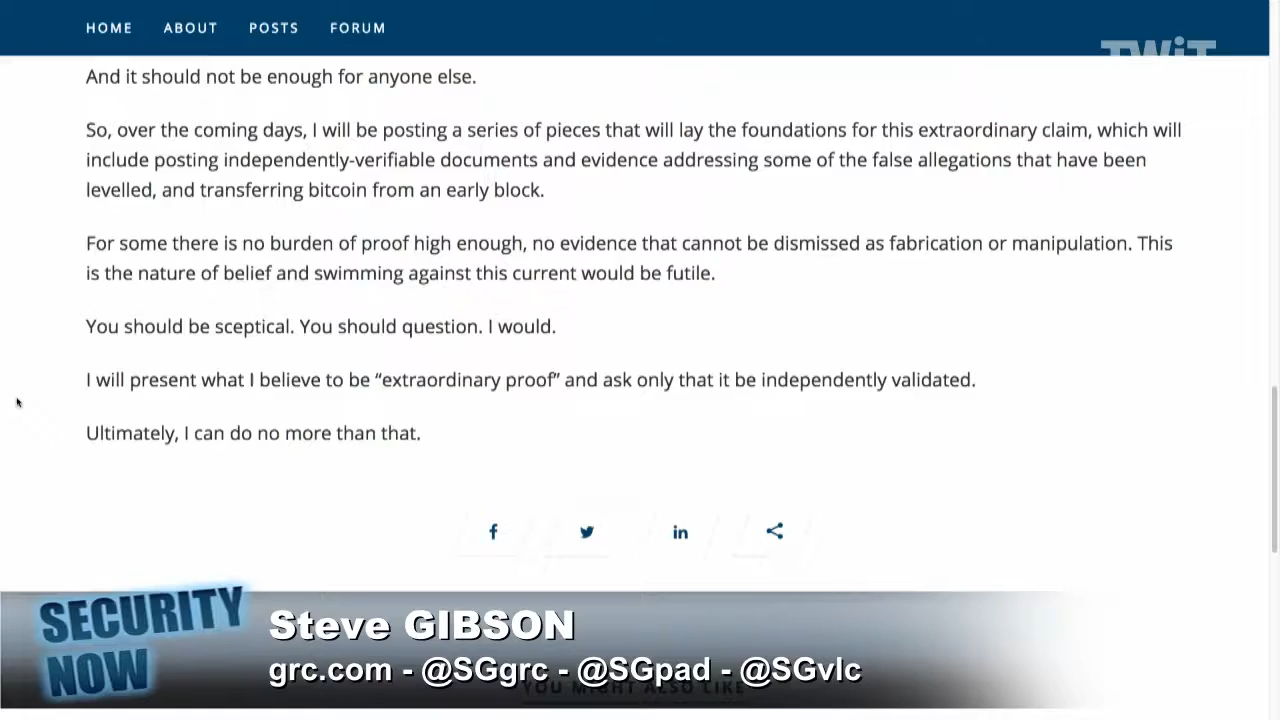 HOME ABOUT POSTS FORUM
TWiT
And it should not be enough for anyone else.
So, over the coming days, I will be posting a series of pieces that will lay the foundations for this extraordinary claim, which will
include posting independently-verifiable documents and evidence addressing some of the false allegations that have been
levelled, and transferring bitcoin from an early block.
For some there is no burden of proof high enough, no evidence that cannot be dismissed as fabrication or manipulation. This
is the nature of belief and swimming against this current would be futile.
You should be sceptical. You should question. I would.
I will present what I believe to be “extraordinary proof” and ask only that it be independently validated.
Ultimately, I can do no more than that.
SECURITY
NOW
Steve GIBSON
grc.com - @SGgrc - @SGpad - @SGvlc
YOU MIGHT ALSO LIKE